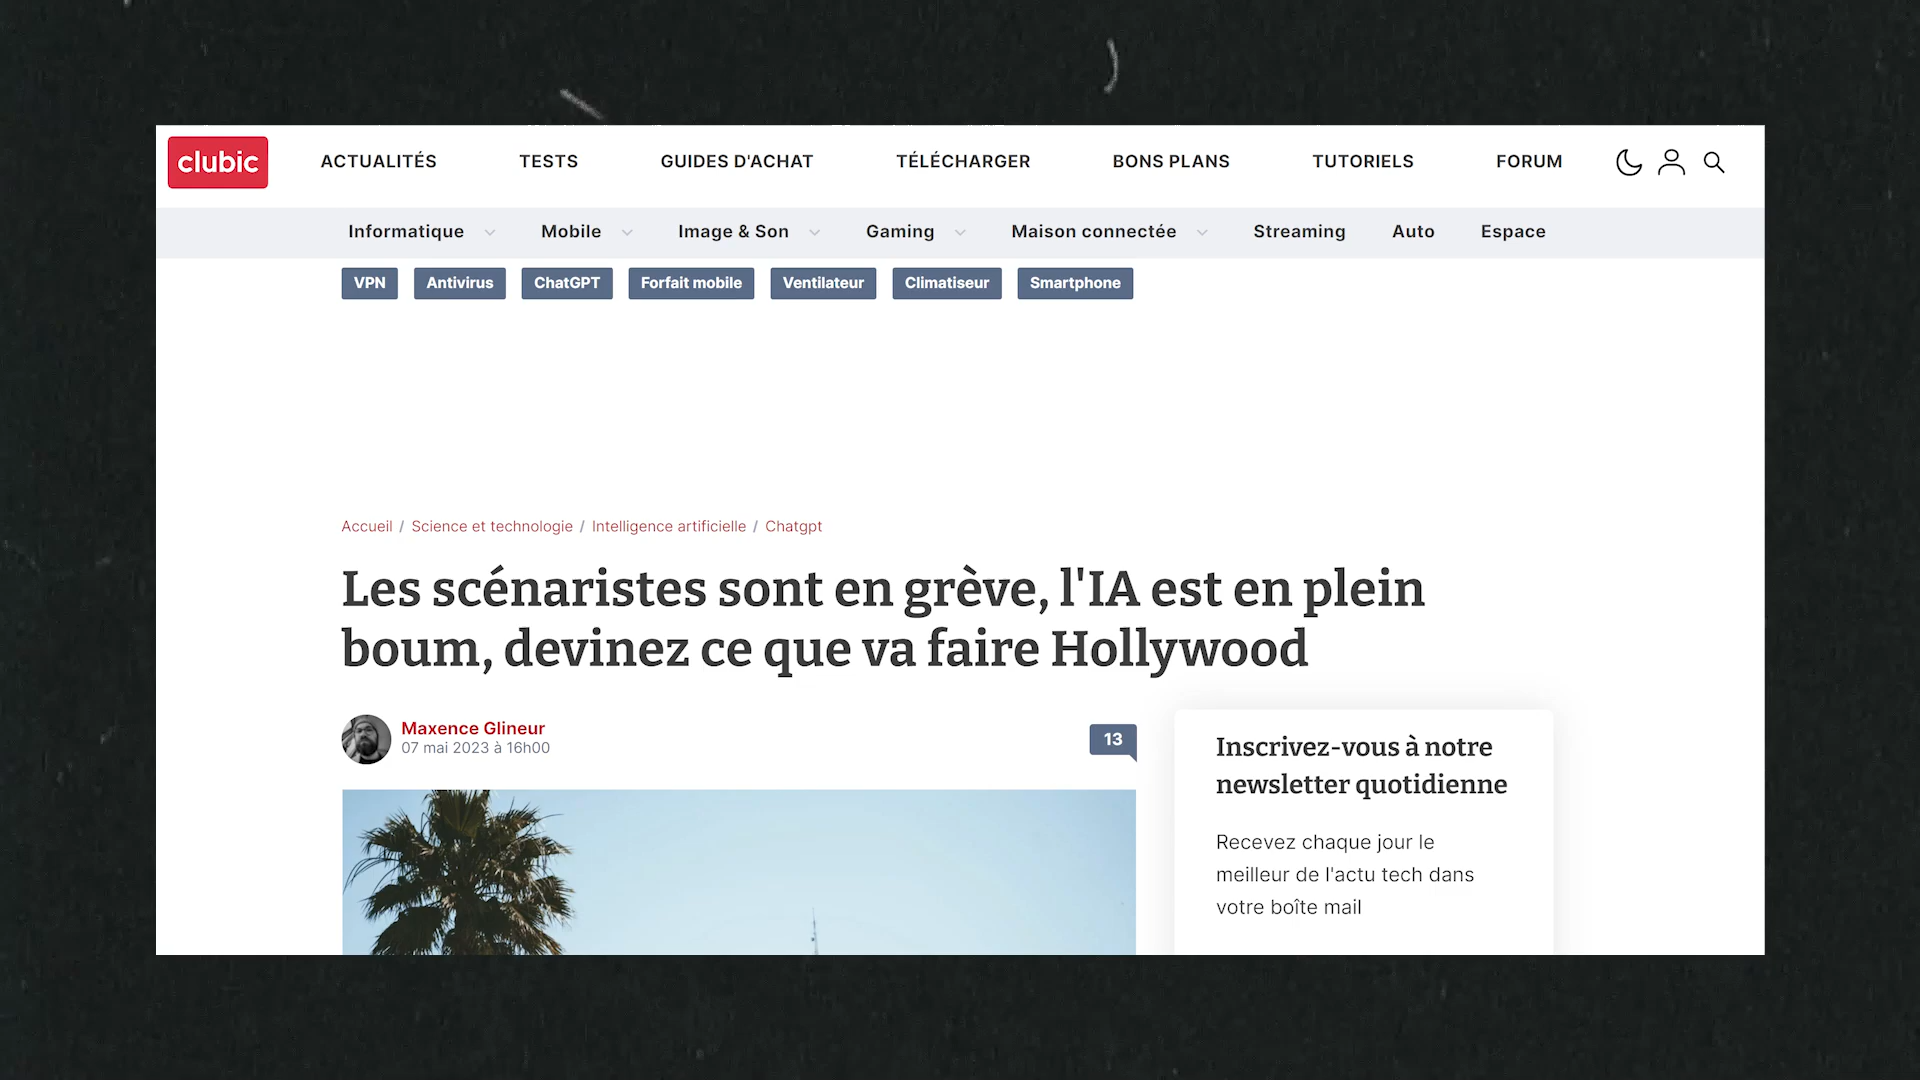 clubic
ACTUALITÉS TESTS GUIDES D'ACHAT TÉLÉCHARGER BONS PLANS TUTORIELS FORUM
Informatique Mobile Image & Son Gaming Maison connectée Streaming Auto Espace
VPN Antivirus ChatGPT Forfait mobile Ventilateur Climatiseur Smartphone
Accueil / Science et technologie / Intelligence artificielle / Chatgpt
Les scénaristes sont en grève, l'IA est en plein
boum, devinez ce que va faire Hollywood
Maxence Glineur
07 mai 2023 à 16h00
13
Inscrivez-vous à notre
newsletter quotidienne
Recevez chaque jour le
meilleur de l'actu tech dans
votre boîte mail